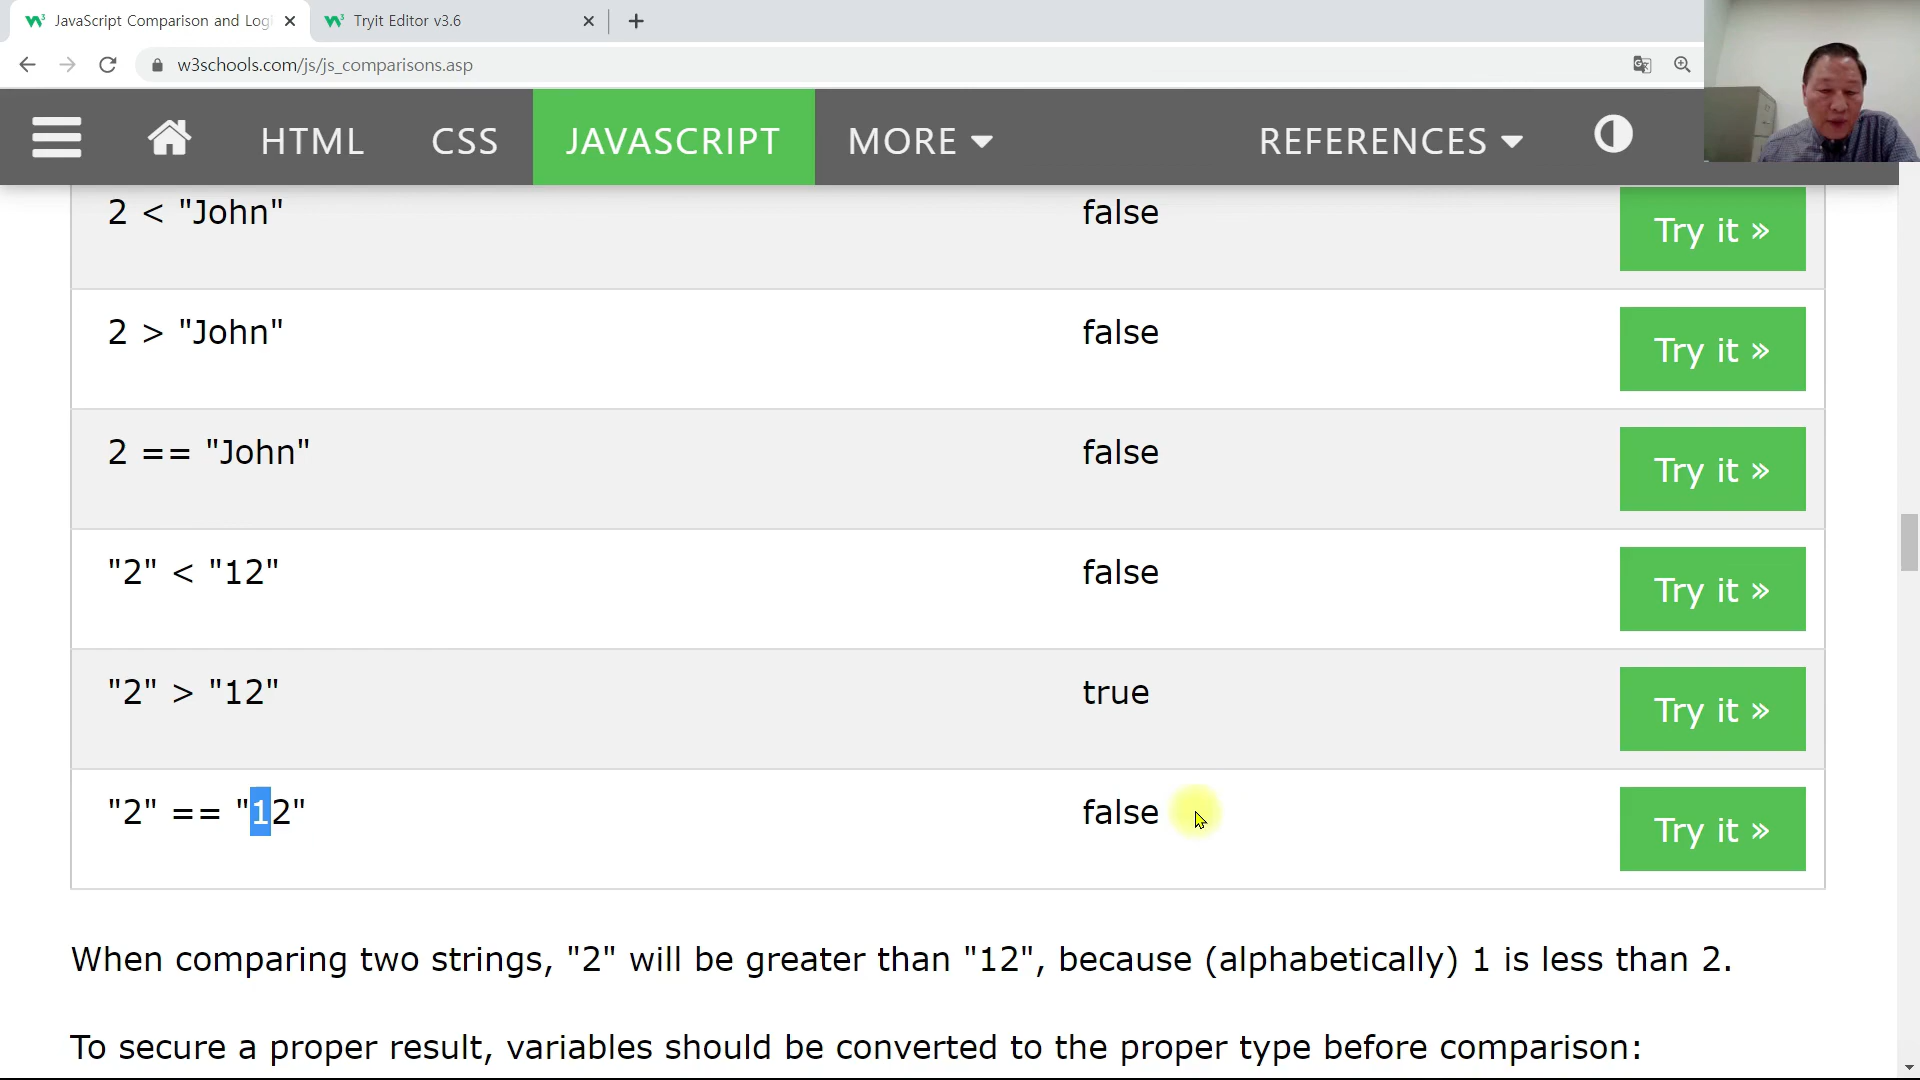 JavaScript Comparison and Log
Tryit Editor v3.6
w3schools.com/js/js_comparisons.asp
HTML CSS JAVASCRIPT MORE REFERENCES
2 < "John" false Try it »
2 > "John" false Try it »
2 == "John" false Try it »
"2" < "12" false Try it »
"2" > "12" true Try it »
"2" == "12" false Try it »
When comparing two strings, "2" will be greater than "12", because (alphabetically) 1 is less than 2.
To secure a proper result, variables should be converted to the proper type before comparison: